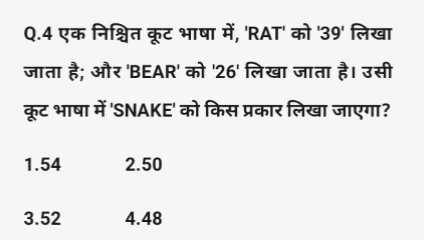 Q.4 एक निश्चित कूट भाषा में, 'RAT' को '39' लिखा
जाता है; और 'BEAR' को '26' लिखा जाता है। उसी
कूट भाषा में 'SNAKE' को किस प्रकार लिखा जाएगा?
1.54 2.50
3.52 4.48